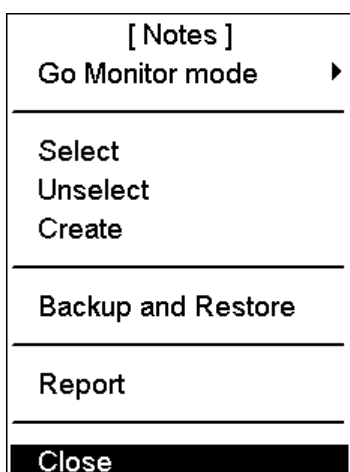 [ Notes ]
Go Monitor mode
Select
Unselect
Create
Backup and Restore
Report
Close